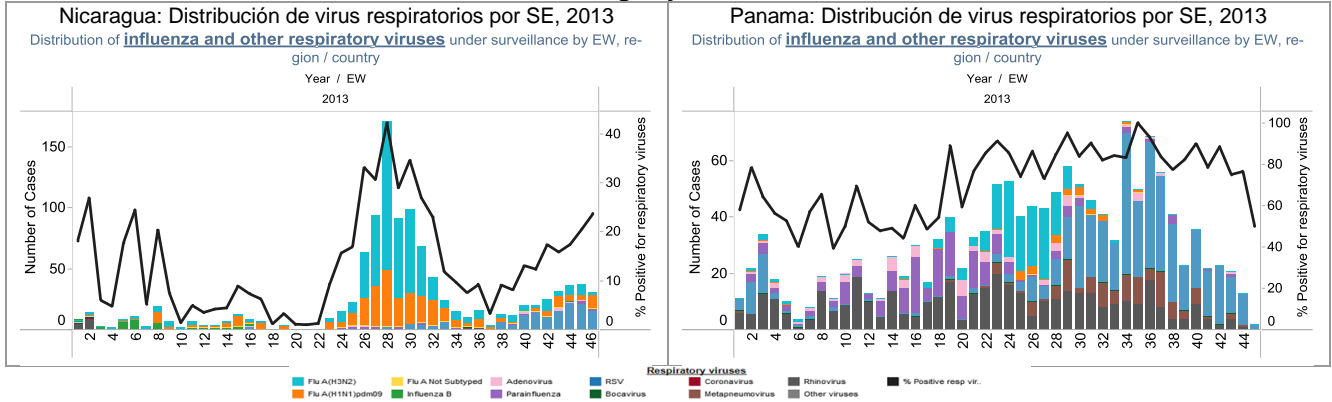 Nicaragua: Distribución de virus respiratorios por SE, 2013
Distribution of influenza and other respiratory viruses under surveillance by EW, re-
gion / country
Year / EW
2013
Number of Cases
150
100
50
0
40
30
20
10
0
% Positive for respiratory viruses
2 4 6 8 10 12 14 16 18 20 22 24 26 28 30 32 34 36 38 40 42 44 46
Panama: Distribución de virus respiratorios por SE, 2013
Distribution of influenza and other respiratory viruses under surveillance by EW, re-
gion / country
Year / EW
2013
Number of Cases
60
40
20
0
100
80
60
40
20
0
% Positive for respiratory viruses
2 4 6 8 10 12 14 16 18 20 22 24 26 28 30 32 34 36 38 40 42 44
Respiratory viruses
Flu A(H3N2) Flu A Not Subtyped Adenovirus RSV Coronavirus Rhinovirus % Positive resp vir..
Flu A(H1N1)pdm09 Influenza B Parainfluenza Bocavirus Metapneumovirus Other viruses